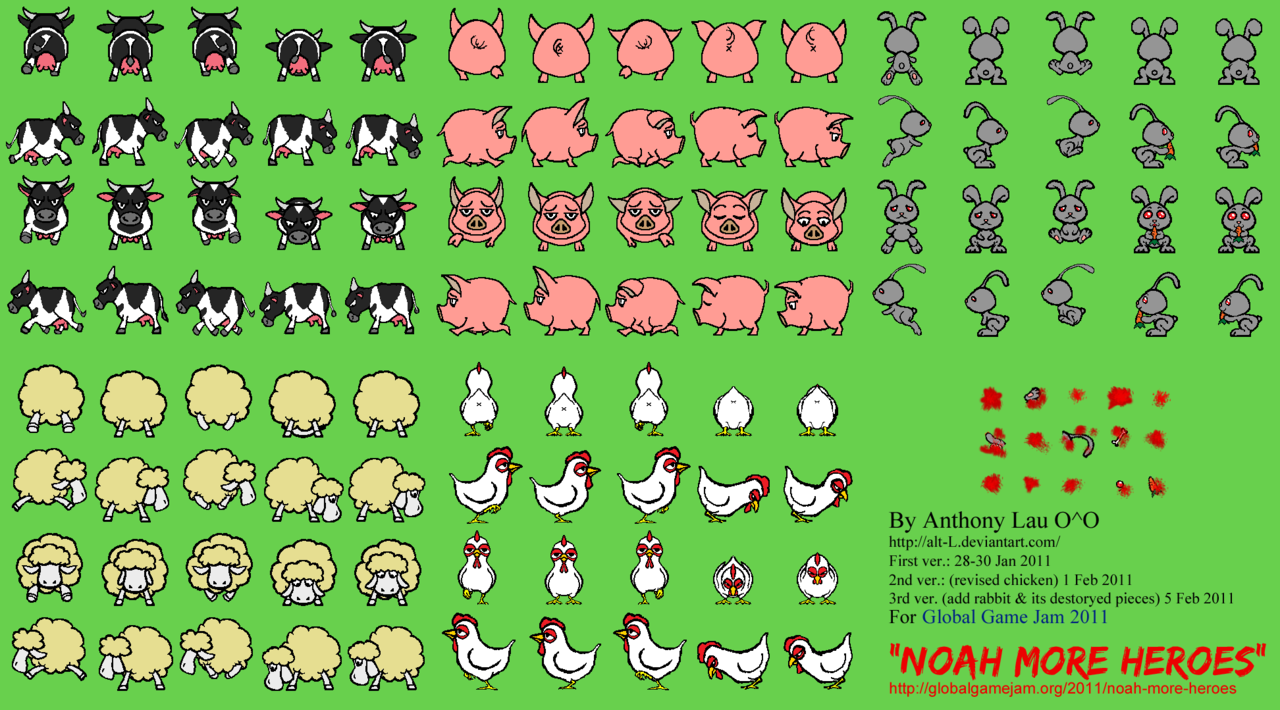 By Anthony Lau O^O
http://alt-L.deviantart.com/
First ver.: 28-30 Jan 2011
2nd ver.: (revised chicken) 1 Feb 2011
3rd ver. (add rabbit & its destoryed pieces) 5 Feb 2011
For Global Game Jam 2011
"NOAH MORE HEROES"
http://globalgamejam.org/2011/noah-more-heroes